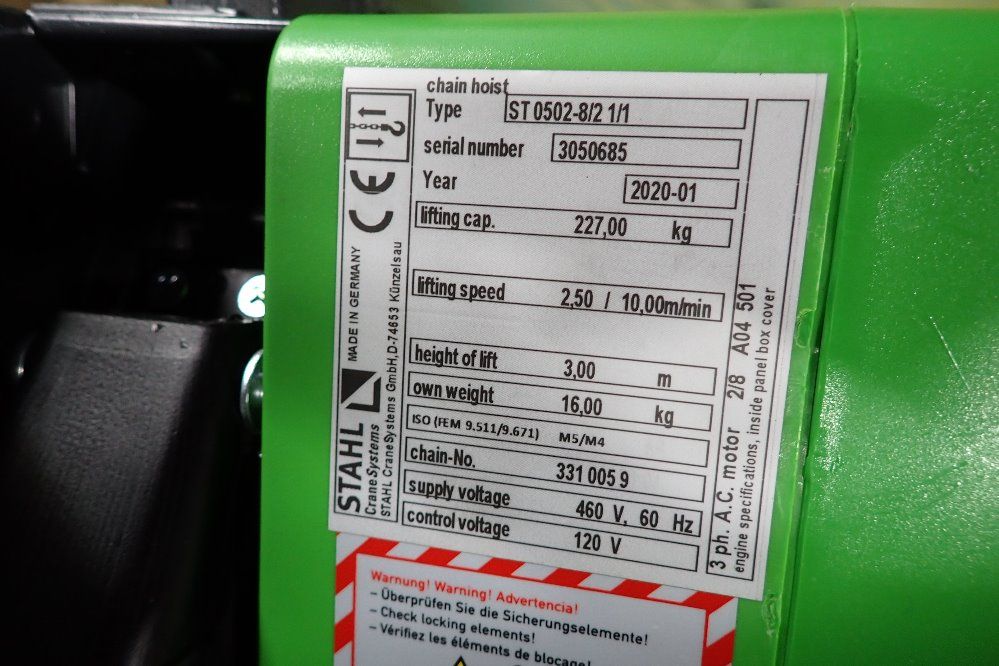 chain hoist
Type ST 0502-8/2 1/1
serial number 3050685
Year 2020-01
lifting cap. 227,00 kg
lifting speed 2,50 / 10,00m/min
height of lift 3,00 m
own weight 16,00 kg
ISO (FEM 9.511/9.671) M5/M4
chain-No. 331 005 9
supply voltage 460 V, 60 Hz
control voltage 120 V
CE
MADE IN GERMANY
STAHL
CraneSystems
STAHL CraneSystems GmbH,D-74653 Künzelsau
3 ph. A.C. motor 2/8 A04 501
engine specifications, inside panel box cover
Warnung! Warning! Advertencia!
– Überprüfen Sie die Sicherungselemente!
– Check locking elements!
– Vérifiez les éléments de blocage!